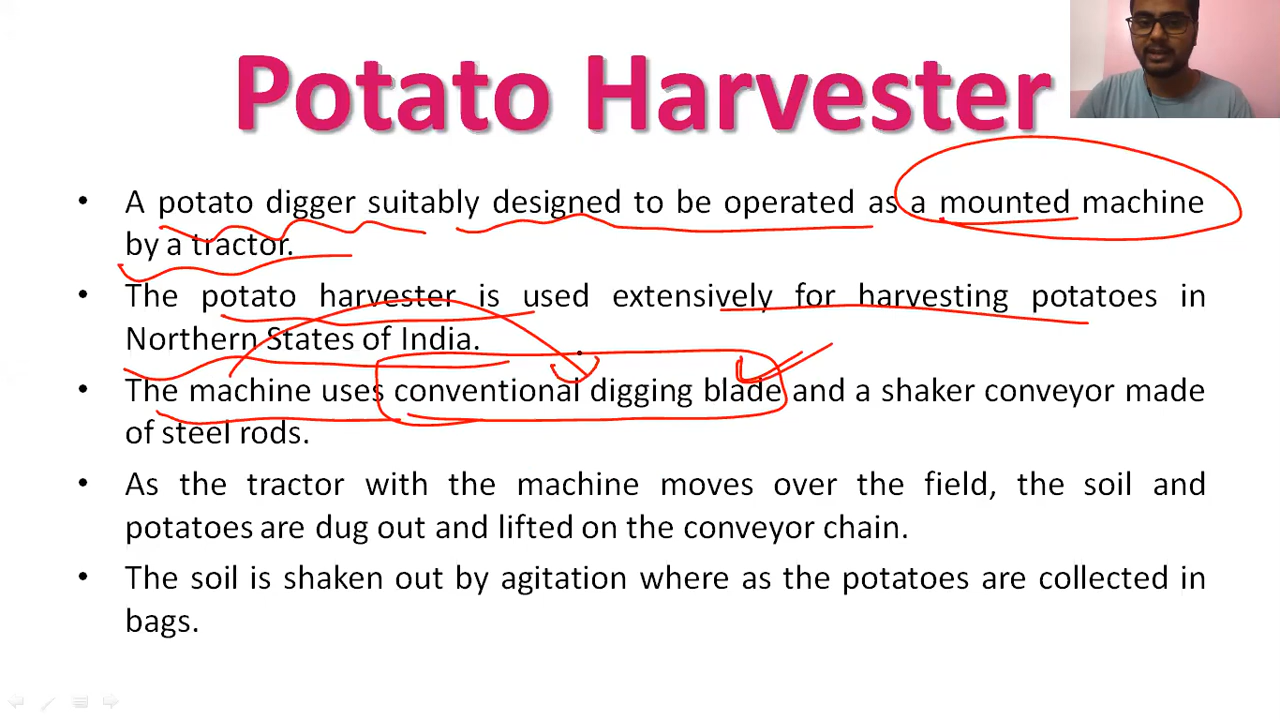 Potato Harvester
• A potato digger suitably designed to be operated as a mounted machine
by a tractor.
• The potato harvester is used extensively for harvesting potatoes in
Northern States of India.
• The machine uses conventional digging blade and a shaker conveyor made
of steel rods.
• As the tractor with the machine moves over the field, the soil and
potatoes are dug out and lifted on the conveyor chain.
• The soil is shaken out by agitation where as the potatoes are collected in
bags.